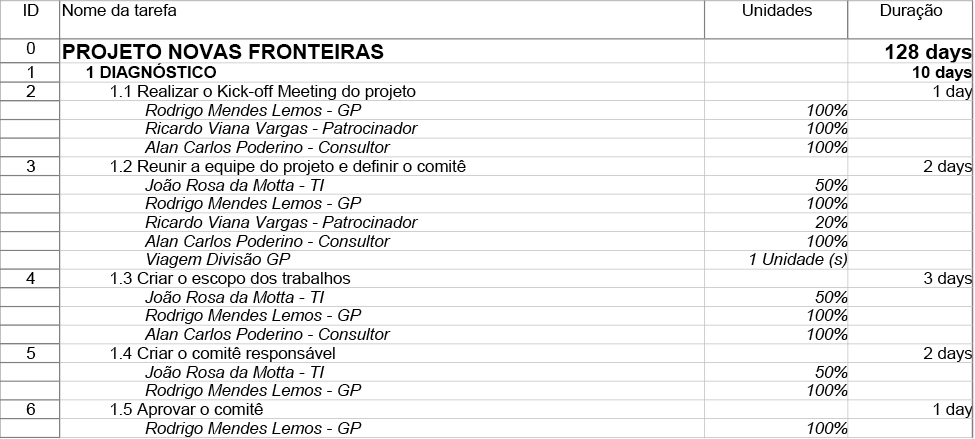 ID Nome da tarefa Unidades Duração
0 PROJETO NOVAS FRONTEIRAS 128 days
1 1 DIAGNÓSTICO 10 days
2 1.1 Realizar o Kick-off Meeting do projeto 1 day
Rodrigo Mendes Lemos - GP 100%
Ricardo Viana Vargas - Patrocinador 100%
Alan Carlos Poderino - Consultor 100%
3 1.2 Reunir a equipe do projeto e definir o comitê 2 days
João Rosa da Motta - TI 50%
Rodrigo Mendes Lemos - GP 100%
Ricardo Viana Vargas - Patrocinador 20%
Alan Carlos Poderino - Consultor 100%
Viagem Divisão GP 1 Unidade (s)
4 1.3 Criar o escopo dos trabalhos 3 days
João Rosa da Motta - TI 50%
Rodrigo Mendes Lemos - GP 100%
Alan Carlos Poderino - Consultor 100%
5 1.4 Criar o comitê responsável 2 days
João Rosa da Motta - TI 50%
Rodrigo Mendes Lemos - GP 100%
6 1.5 Aprovar o comitê 1 day
Rodrigo Mendes Lemos - GP 100%